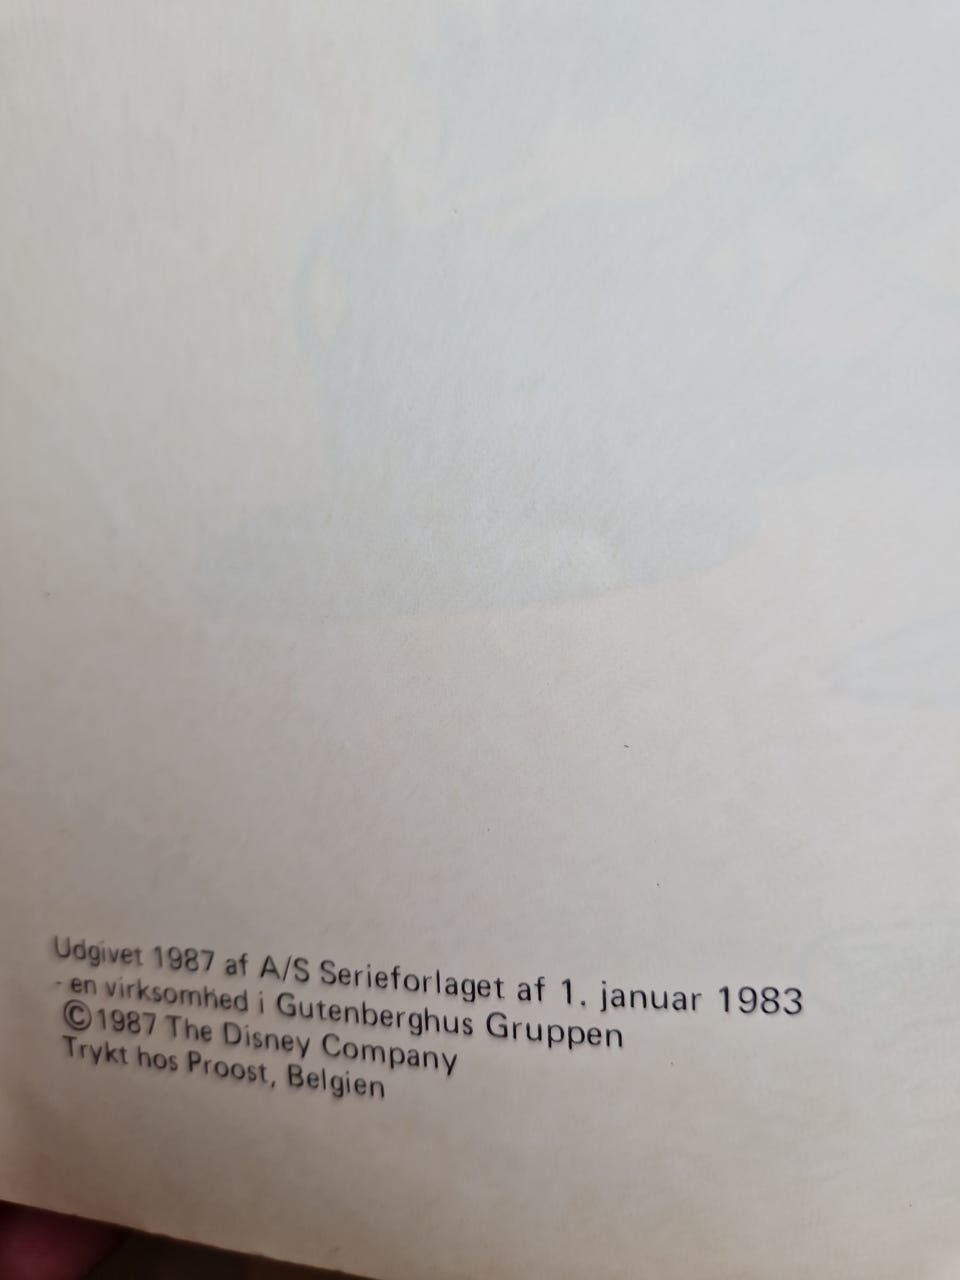 Udgivet 1987 af A/S Serieforlaget af 1. januar 1983
- en virksomhed i Gutenberghus Gruppen
©1987 The Disney Company
Trykt hos Proost, Belgien